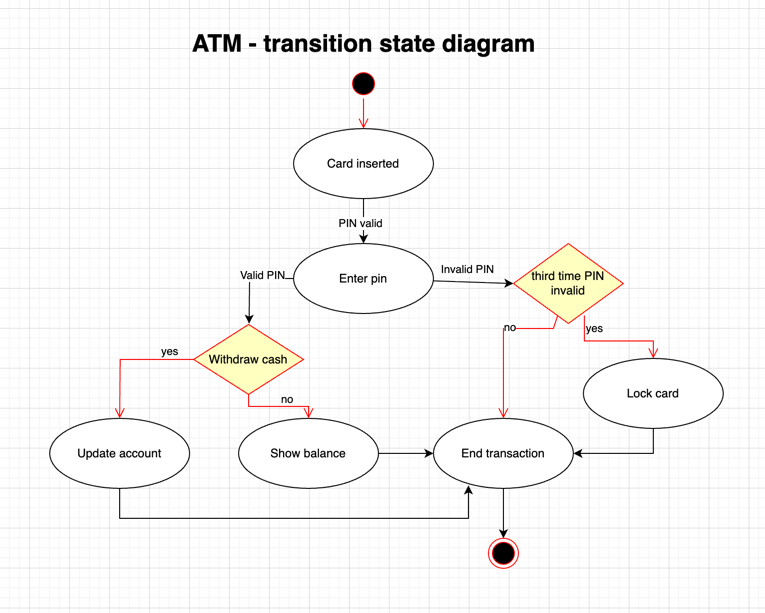 ATM - transition state diagram
Card inserted
PIN valid
Valid PIN
Enter pin
Invalid PIN
third time PIN
invalid
no
yes
yes
Withdraw cash
no
Lock card
Update account
Show balance
End transaction